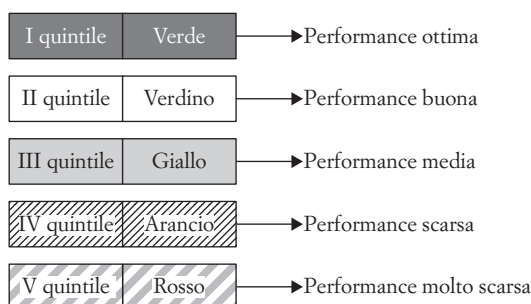 I quintile Verde Performance ottima
II quintile Verdino Performance buona
III quintile Giallo Performance media
IV quintile Arancio Performance scarsa
V quintile Rosso Performance molto scarsa